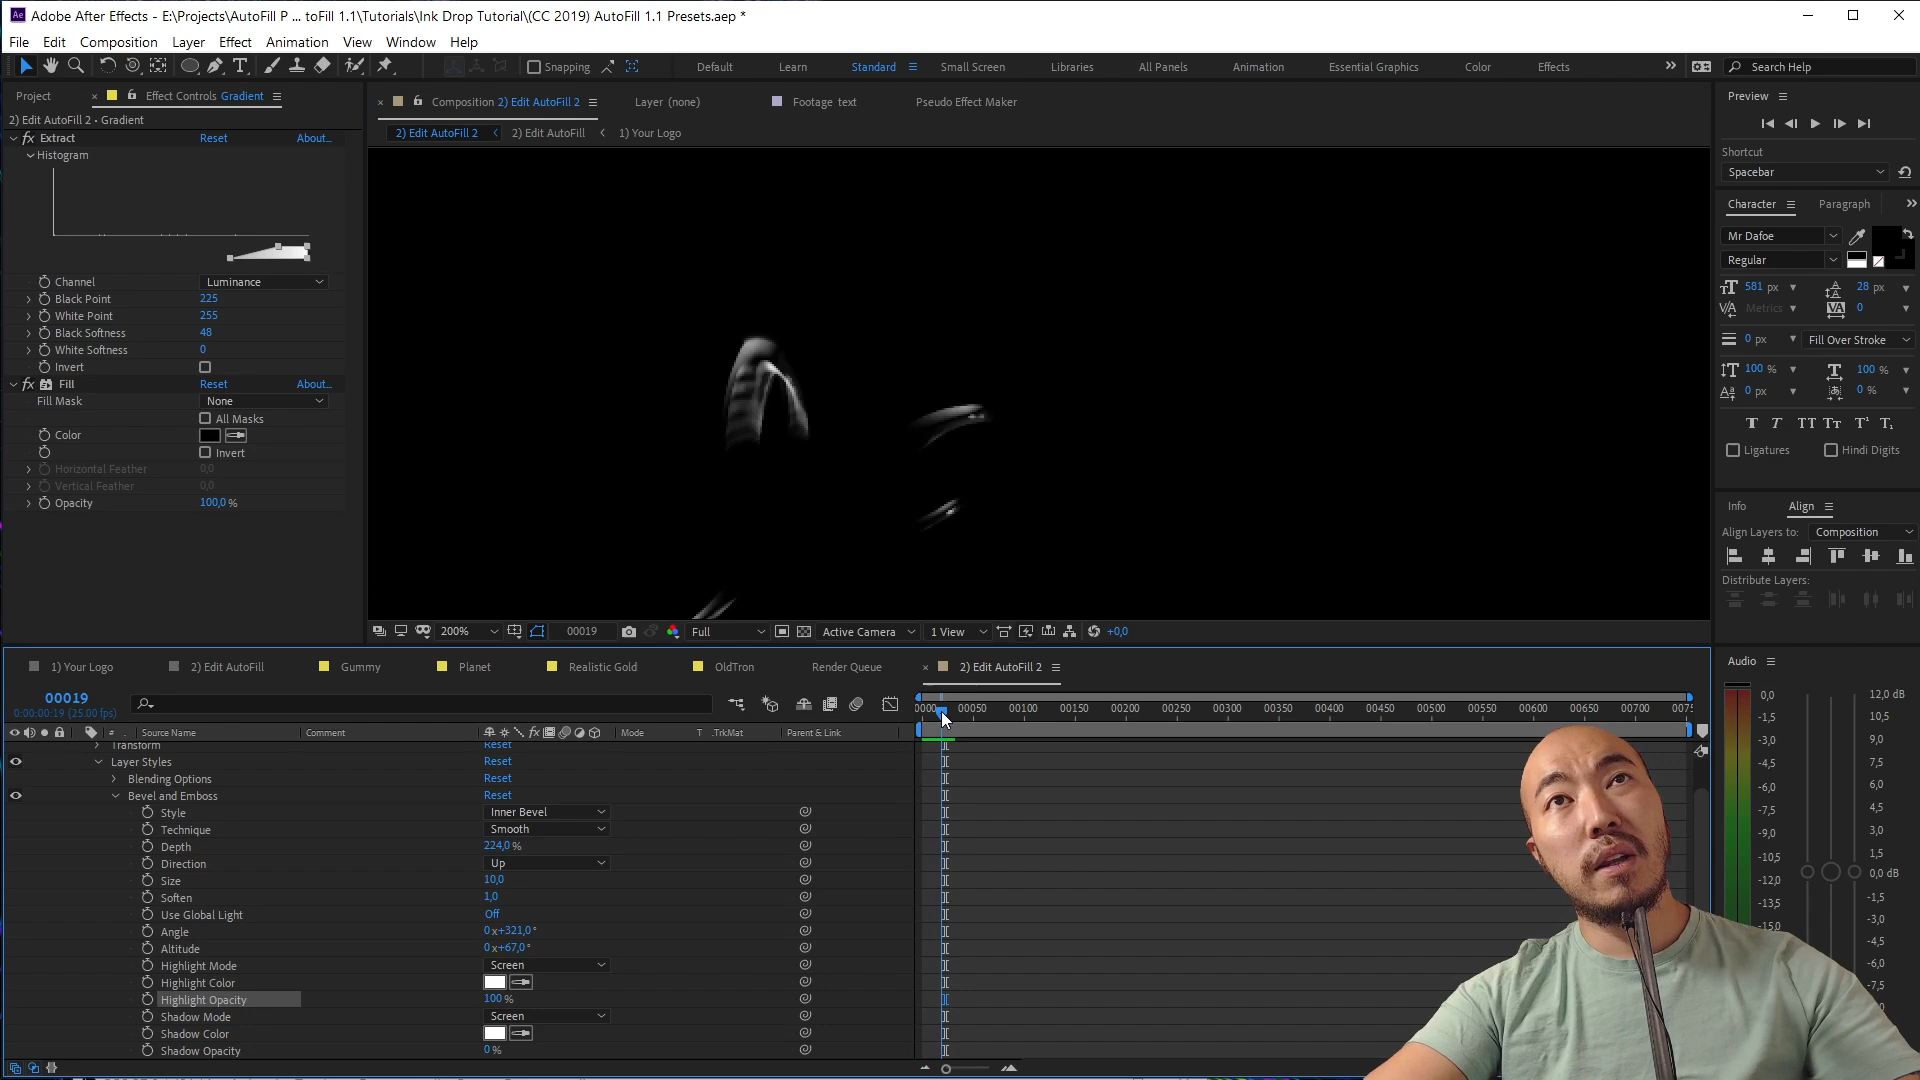 Adobe After Effects - E:\Projects\AutoFill P ... toFill 1.1\Tutorials\Ink Drop Tutorial\(CC 2019) AutoFill 1.1 Presets.aep *
File Edit Composition Layer Effect Animation View Window Help
Snapping Default Learn Standard Small Screen Libraries All Panels Animation Essential Graphics Color Effects Search Help
Project Effect Controls Gradient
2) Edit AutoFill 2 • Gradient
fx Extract Reset About...
Histogram
Channel Luminance
Black Point 225
White Point 255
Black Softness 48
White Softness 0
Invert
fx Fill Reset About...
Fill Mask None
All Masks
Color
Invert
Horizontal Feather 0,0
Vertical Feather 0,0
Opacity 100,0 %
Composition 2) Edit AutoFill 2 Layer (none) Footage text Pseudo Effect Maker
2) Edit AutoFill 2 2) Edit AutoFill 1) Your Logo
200% 00019 Full Active Camera 1 View +0,0
Preview
Shortcut
Spacebar
Character Paragraph
Mr Dafoe
Regular
581 px 28 px
Metrics 0
0 px Fill Over Stroke
100 % 100 %
0 px 0 %
T T TT Tt T¹ T₁
Ligatures Hindi Digits
Info Align
Align Layers to: Composition
Distribute Layers:
1) Your Logo 2) Edit AutoFill Gummy Planet Realistic Gold OldTron Render Queue 2) Edit AutoFill 2
00019
0:00:00:19 (25.00 fps)
0000 00050 00100 00150 00200 00250 00300 00350 00400 00450 00500 00550 00600 00650 00700 0075
# Source Name Comment Mode T .TrkMat Parent & Link
Transform Reset
Layer Styles Reset
Blending Options Reset
Bevel and Emboss Reset
Style Inner Bevel
Technique Smooth
Depth 224,0 %
Direction Up
Size 10,0
Soften 1,0
Use Global Light Off
Angle 0 x+321,0 °
Altitude 0 x+67,0 °
Highlight Mode Screen
Highlight Color
Highlight Opacity 100 %
Shadow Mode Screen
Shadow Color
Shadow Opacity 0 %
Audio
0,0 12,0 dB
-1,5 10,5
-3,0 9,0
-4,5 7,5
-6,0 6,0
-7,5 4,5
-9,0 3,0
-10,5 1,5
-12,0 0,0 dB
-13,5 -1,5
-15,0 -3,0
-4,5
-6,0
-7,5